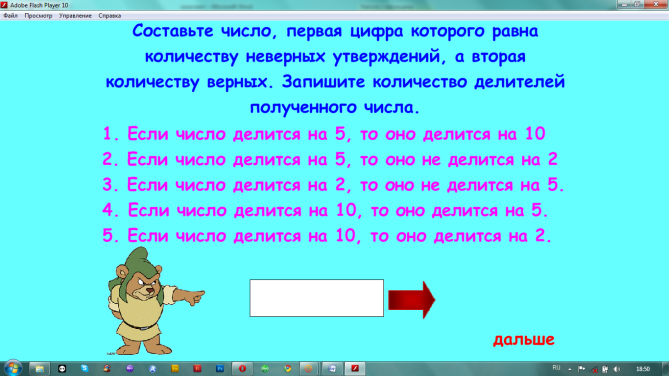 Adobe Flash Player 10
Файл Просмотр Управление Справка
Составьте число, первая цифра которого равна
количеству неверных утверждений, а вторая
количеству верных. Запишите количество делителей
полученного числа.
1. Если число делится на 5, то оно делится на 10
2. Если число делится на 5, то оно не делится на 2
3. Если число делится на 2, то оно не делится на 5.
4. Если число делится на 10, то оно делится на 5.
5. Если число делится на 10, то оно делится на 2.
дальше
RU
18:50